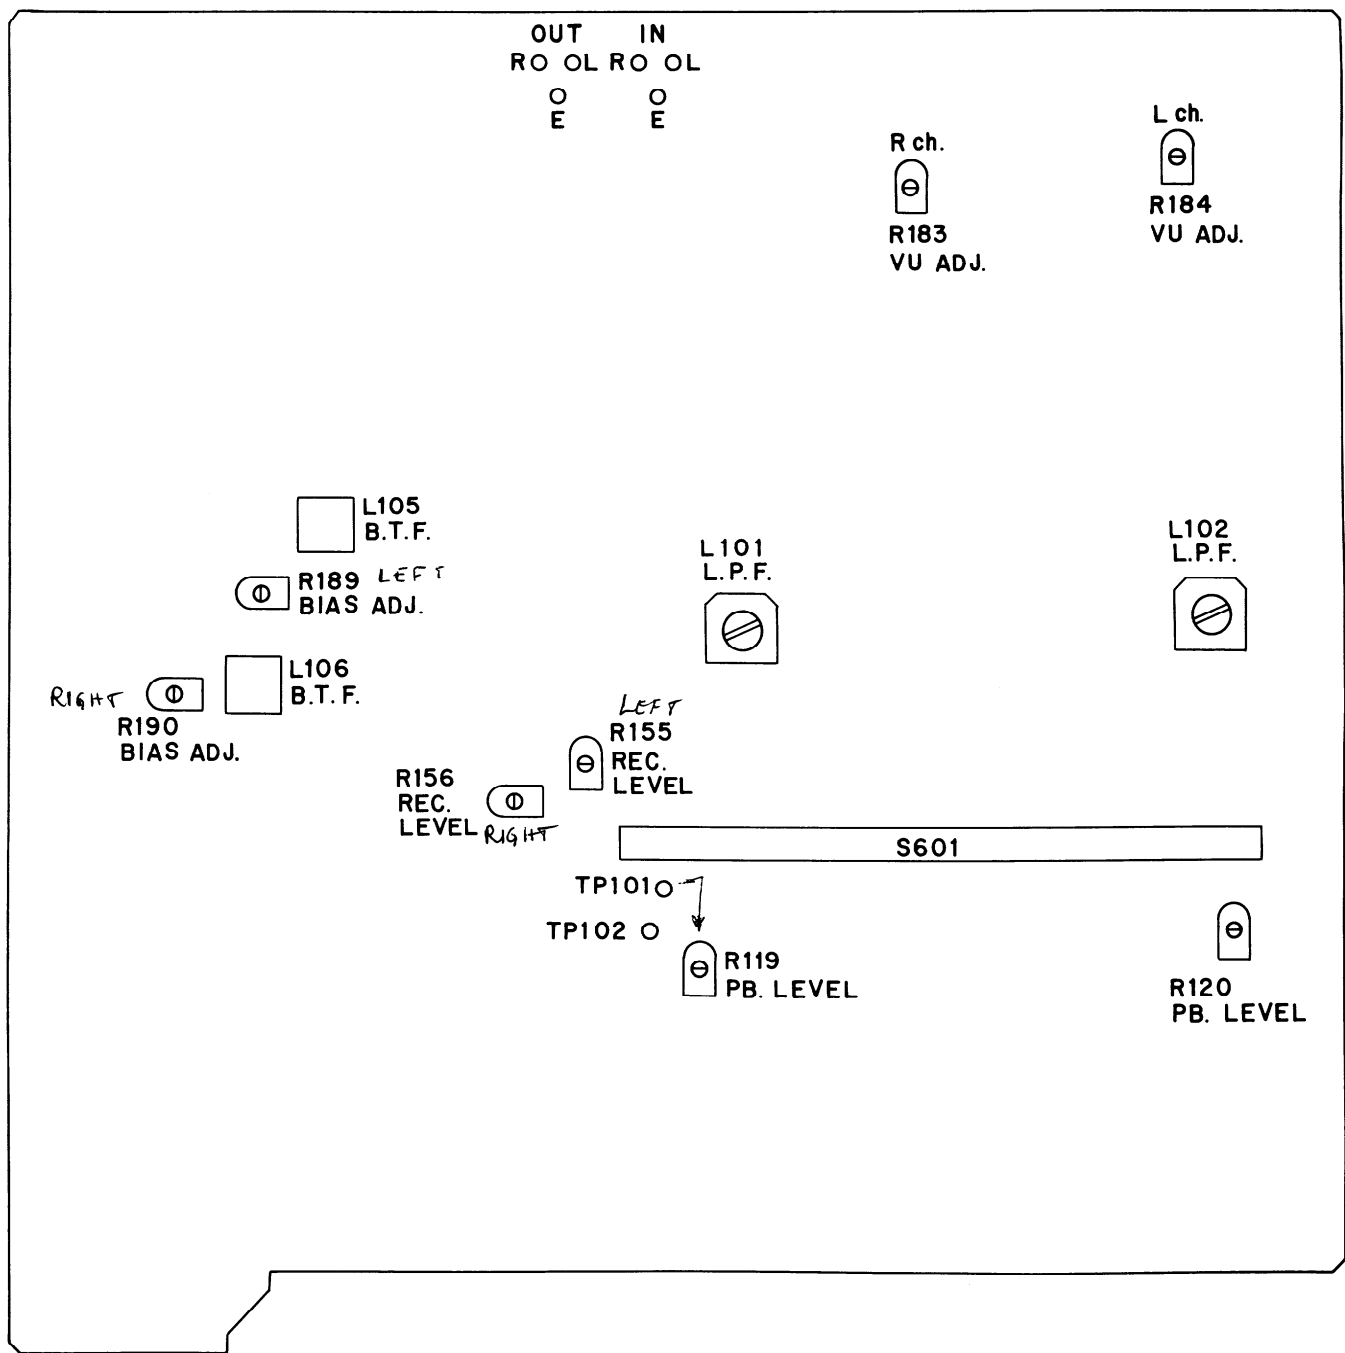 OUT IN
RO OL RO OL
E E
L ch.
R ch.
R184
VU ADJ.
R183
VU ADJ.
L105
B.T.F.
R189 LEFT
BIAS ADJ.
L101
L.P.F.
L102
L.P.F.
L106
B.T.F.
RIGHT
R190
BIAS ADJ.
LEFT
R155
REC.
LEVEL
R156
REC.
LEVEL RIGHT
S601
TP101
TP102
R119
PB. LEVEL
R120
PB. LEVEL